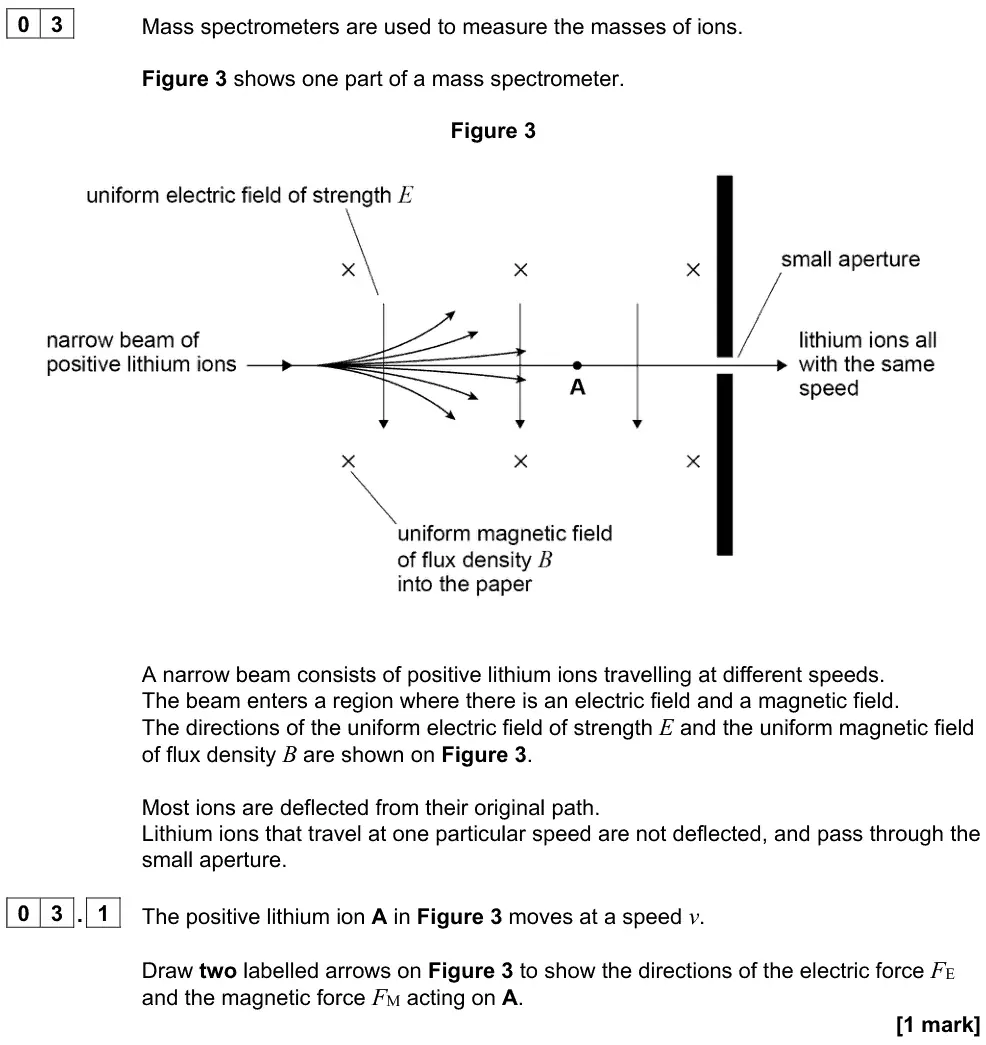 0 3 Mass spectrometers are used to measure the masses of ions.
Figure 3 shows one part of a mass spectrometer.
Figure 3
uniform electric field of strength E
× × ×
small aperture
narrow beam of
positive lithium ions
lithium ions all
with the same
speed
A
× × ×
uniform magnetic field
of flux density B
into the paper
A narrow beam consists of positive lithium ions travelling at different speeds.
The beam enters a region where there is an electric field and a magnetic field.
The directions of the uniform electric field of strength E and the uniform magnetic field
of flux density B are shown on Figure 3.
Most ions are deflected from their original path.
Lithium ions that travel at one particular speed are not deflected, and pass through the
small aperture.
0 3 . 1 The positive lithium ion A in Figure 3 moves at a speed v.
Draw two labelled arrows on Figure 3 to show the directions of the electric force FE
and the magnetic force FM acting on A.
[1 mark]